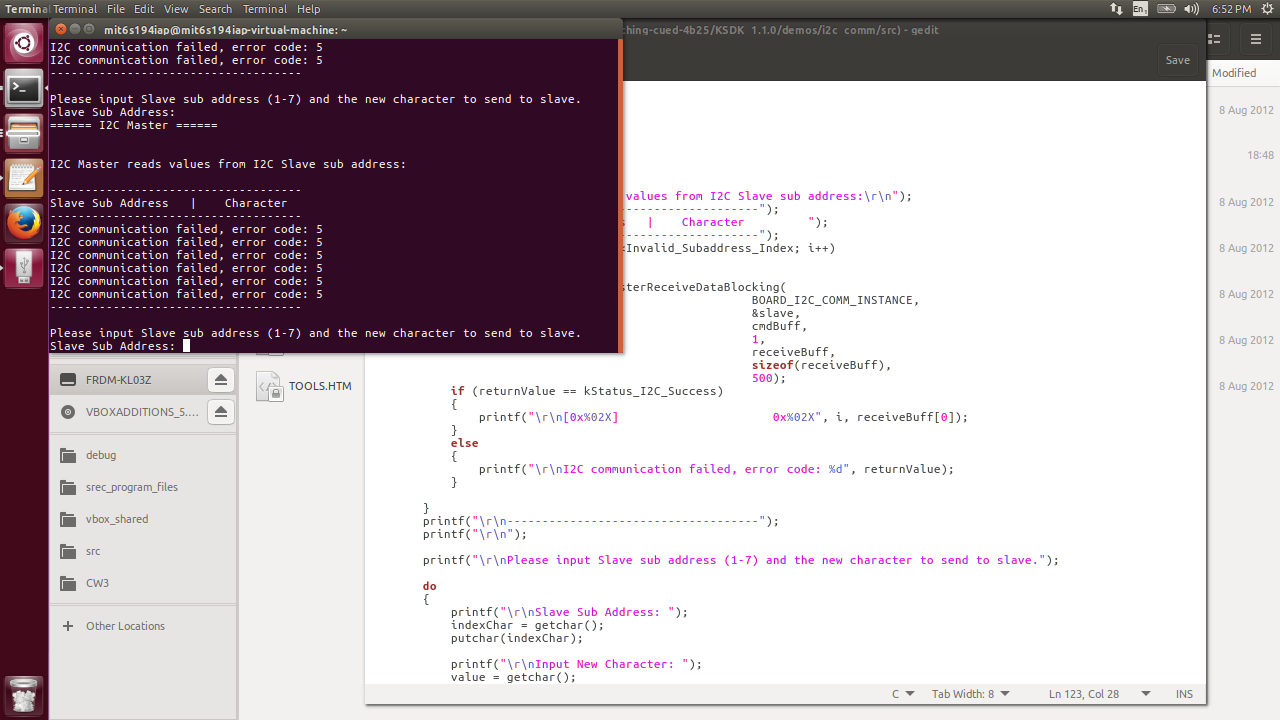 Terminal Terminal File Edit View Search Terminal Help En 6:52 PM
mit6s194iap@mit6s194iap-virtual-machine: ~
I2C communication failed, error code: 5
I2C communication failed, error code: 5
------------------------------------
Please input Slave sub address (1-7) and the new character to send to slave.
Slave Sub Address:
====== I2C Master ======
I2C Master reads values from I2C Slave sub address:
------------------------------------
Slave Sub Address | Character
------------------------------------
I2C communication failed, error code: 5
I2C communication failed, error code: 5
I2C communication failed, error code: 5
I2C communication failed, error code: 5
I2C communication failed, error code: 5
I2C communication failed, error code: 5
------------------------------------
Please input Slave sub address (1-7) and the new character to send to slave.
Slave Sub Address:
ching-cued-4b25/KSDK_1.1.0/demos/i2c_comm/src) - gedit
Save
values from I2C Slave sub address:\r\n");
----------------------------");
s | Character ");
----------------------------");
<Invalid_Subaddress_Index; i++)
sterReceiveDataBlocking(
BOARD_I2C_COMM_INSTANCE,
&slave,
cmdBuff,
1,
receiveBuff,
sizeof(receiveBuff),
500);
if (returnValue == kStatus_I2C_Success)
{
printf("\r\n[0x%02X] 0x%02X", i, receiveBuff[0]);
}
else
{
printf("\r\nI2C communication failed, error code: %d", returnValue);
}
}
printf("\r\n------------------------------------");
printf("\r\n");
printf("\r\nPlease input Slave sub address (1-7) and the new character to send to slave.");
do
{
printf("\r\nSlave Sub Address: ");
indexChar = getchar();
putchar(indexChar);
printf("\r\nInput New Character: ");
value = getchar();
C Tab Width: 8 Ln 123, Col 28 INS
FRDM-KL03Z
VBOXADDITIONS_5....
debug
srec_program_files
vbox_shared
src
CW3
Other Locations
TOOLS.HTM
Modified
8 Aug 2012
18:48
8 Aug 2012
8 Aug 2012
8 Aug 2012
8 Aug 2012
8 Aug 2012